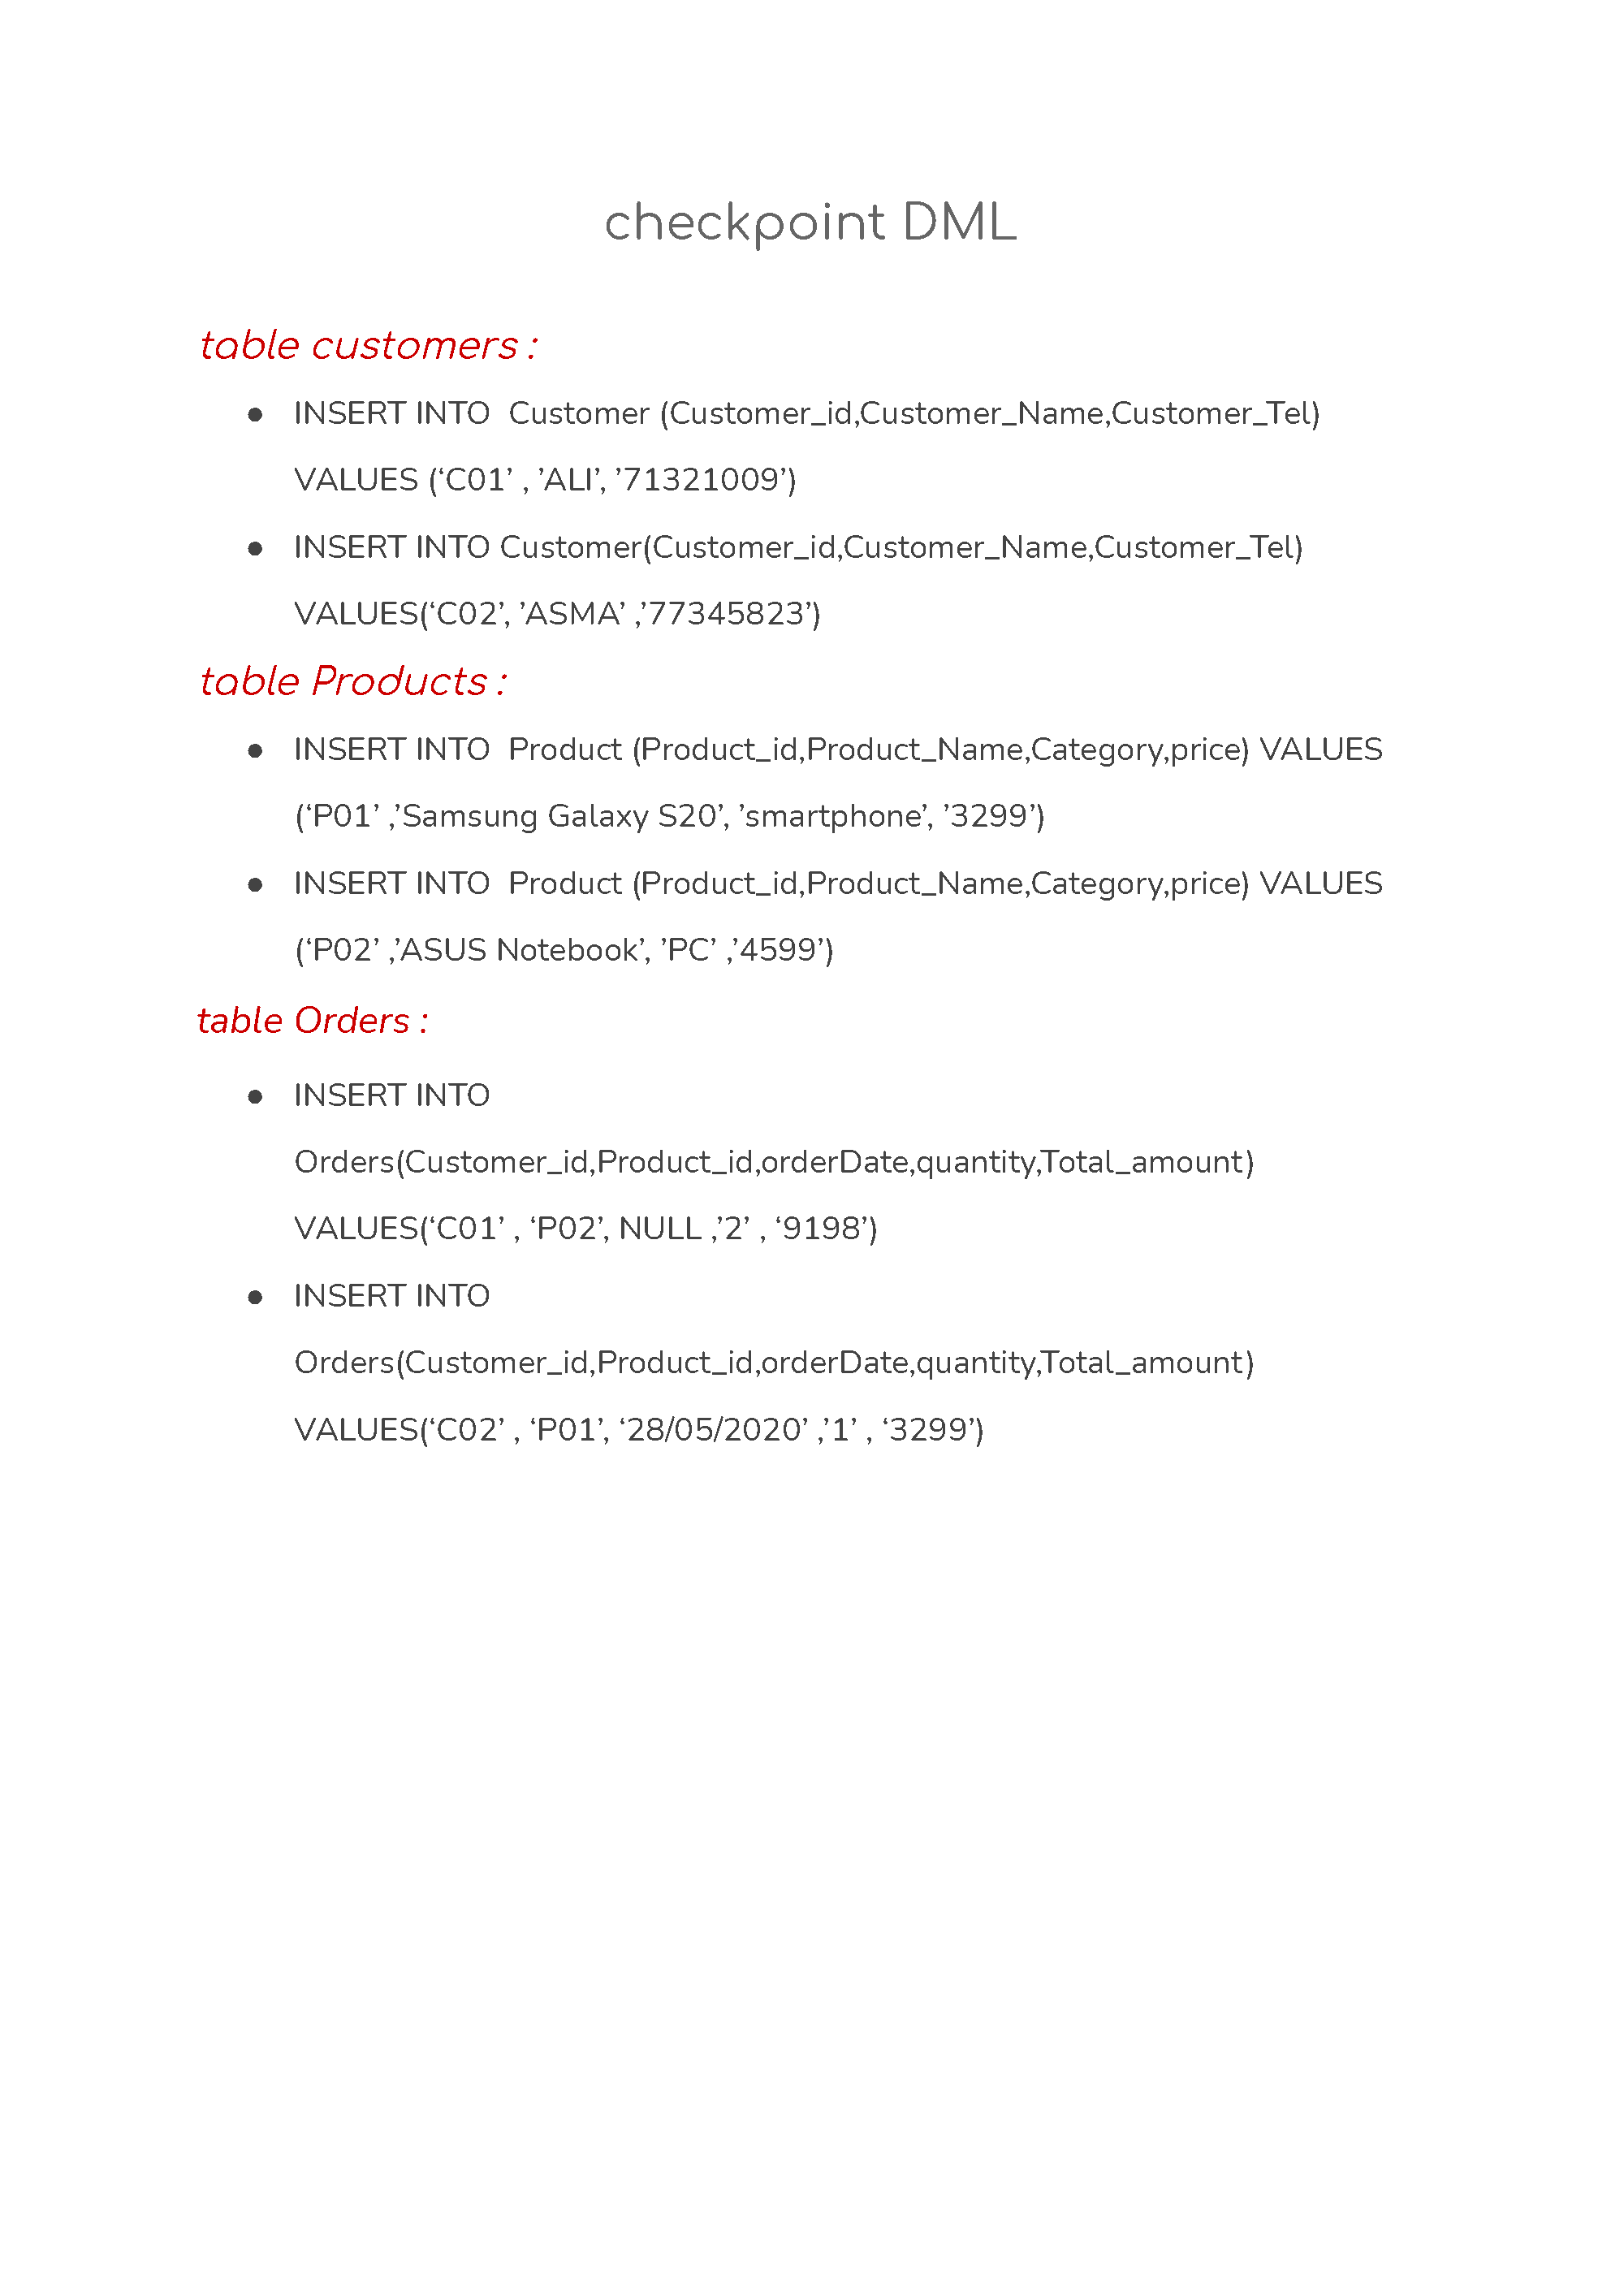 checkpoint DML
table customers :
● INSERT INTO  Customer (Customer_id,Customer_Name,Customer_Tel)
VALUES (‘C01’ , ’ALI’, ’71321009’)
● INSERT INTO Customer(Customer_id,Customer_Name,Customer_Tel)
VALUES(‘C02’, ’ASMA’ ,’77345823’)
table Products :
● INSERT INTO  Product (Product_id,Product_Name,Category,price) VALUES
(‘P01’ ,’Samsung Galaxy S20’, ’smartphone’, ’3299’)
● INSERT INTO  Product (Product_id,Product_Name,Category,price) VALUES
(‘P02’ ,’ASUS Notebook’, ’PC’ ,’4599’)
table Orders :
● INSERT INTO
Orders(Customer_id,Product_id,orderDate,quantity,Total_amount)
VALUES(‘C01’ , ‘P02’, NULL ,’2’ , ‘9198’)
● INSERT INTO
Orders(Customer_id,Product_id,orderDate,quantity,Total_amount)
VALUES(‘C02’ , ‘P01’, ‘28/05/2020’ ,’1’ , ‘3299’)